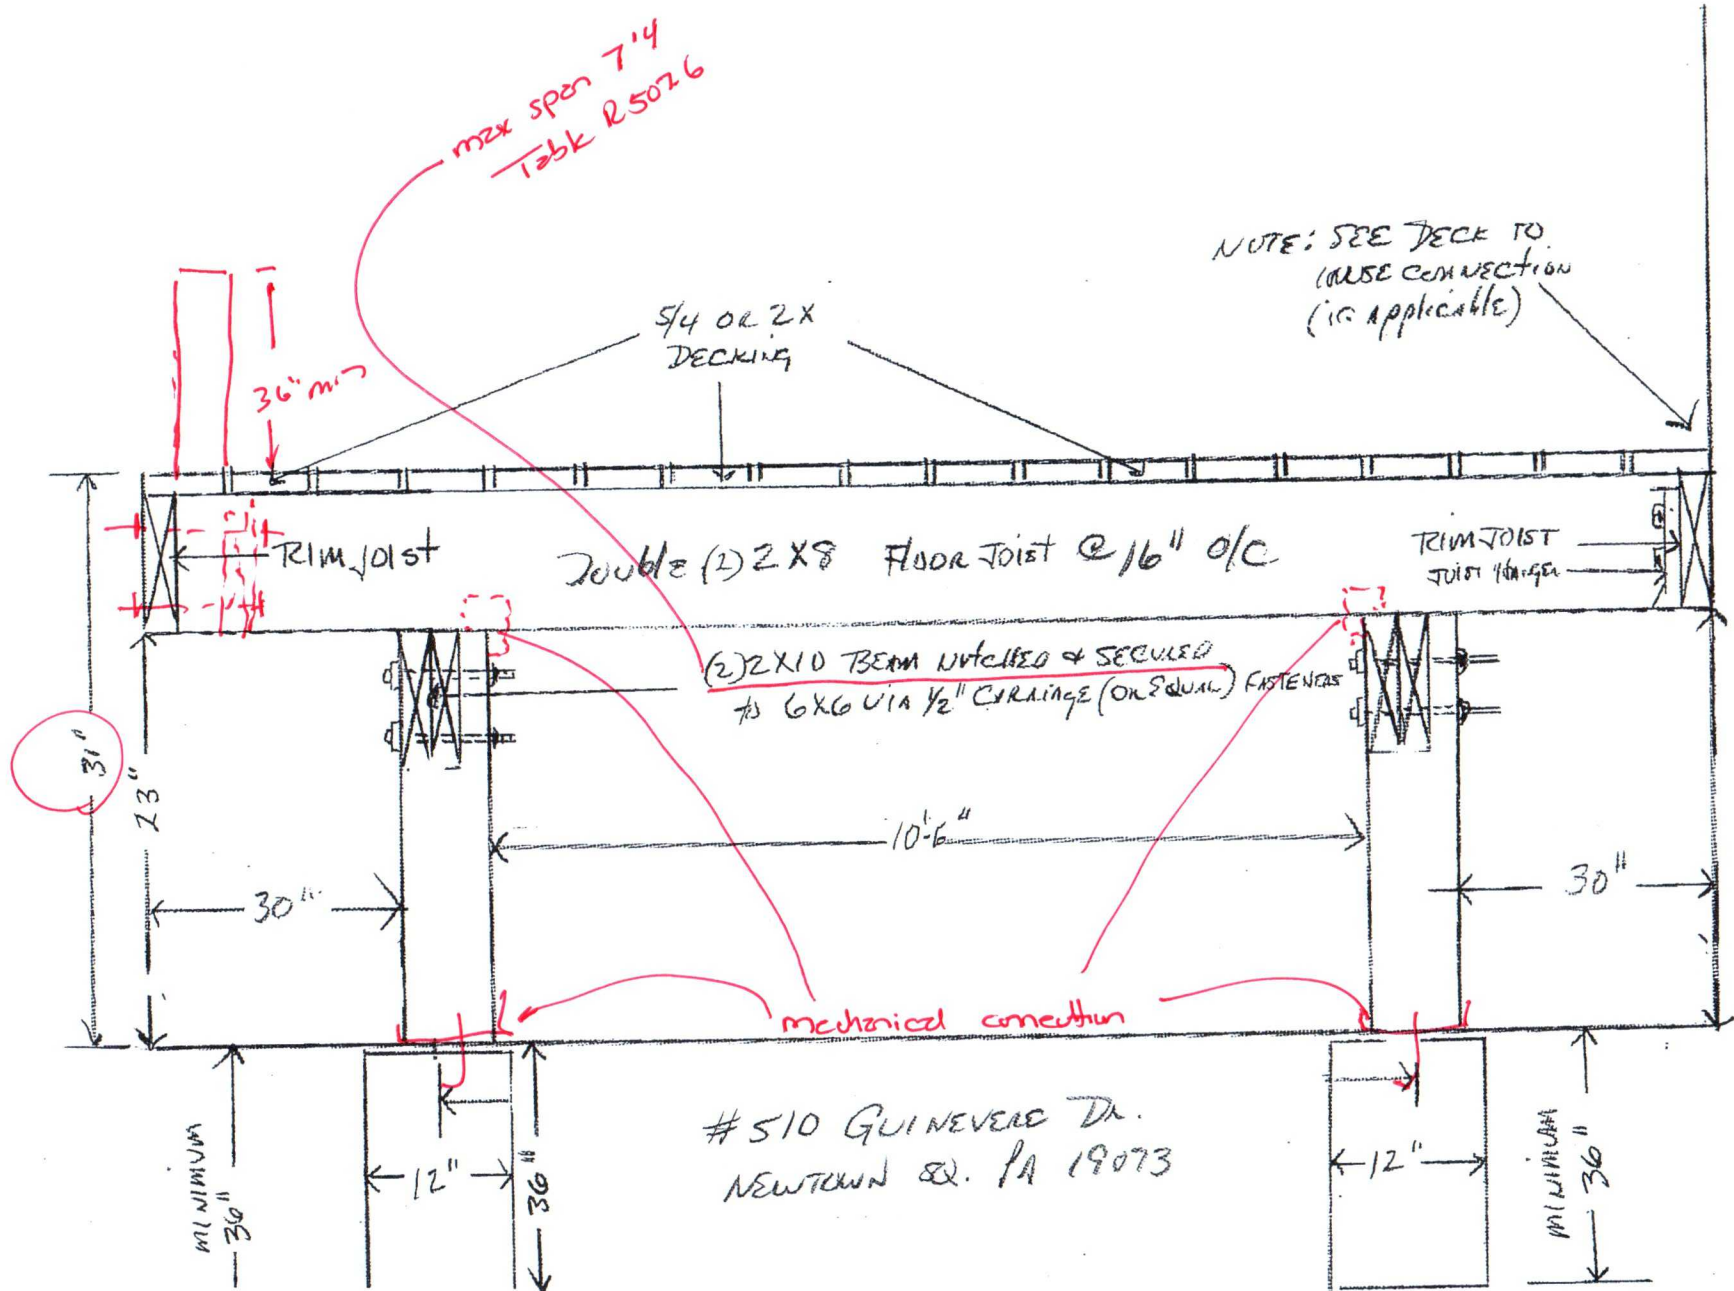 max span 7'4
Table R5026
NOTE: SEE DECK TO
HOUSE CONNECTION
(if applicable)
5/4 OR 2X
DECKING
36" min
RIM JOIST
Double (2) 2X8 Floor Joist @ 16" O/C
RIM JOIST
JOIST HANGER
(2) 2X10 BEAM NOTCHED & SECURED
to 6X6 VIA 1/2" CARRIAGE (OR EQUAL) FASTENERS
31"
23"
10'-6"
30"
30"
mechanical connection
#510 GUINEVERE Dr.
NEWTOWN SQ. PA 19073
MINIMUM
36"
12"
36"
12"
MINIMUM
36"